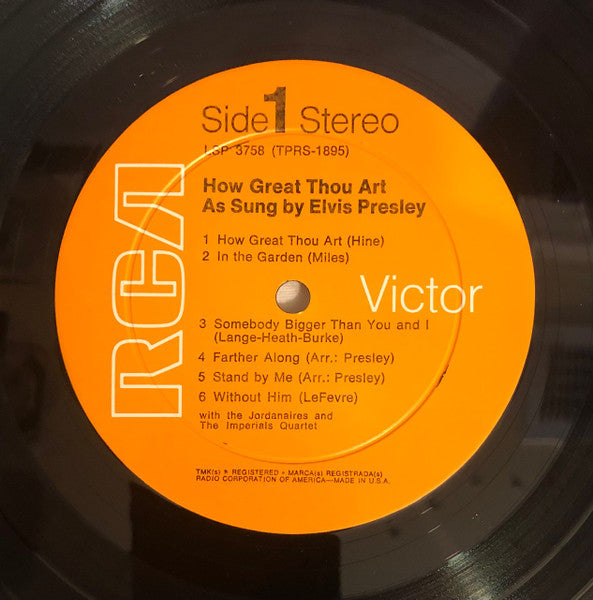 Side 1 Stereo
LSP 3758 (TPRS-1895)
How Great Thou Art
As Sung by Elvis Presley
1 How Great Thou Art (Hine)
2 In the Garden (Miles)
RCA
Victor
3 Somebody Bigger Than You and I
(Lange-Heath-Burke)
4 Farther Along (Arr.: Presley)
5 Stand by Me (Arr.: Presley)
6 Without Him (LeFevre)
with the Jordanaires and
The Imperials Quartet
TMK(s) ® REGISTERED • MARCA(s) REGISTRADA(s)
RADIO CORPORATION OF AMERICA—MADE IN U.S.A.